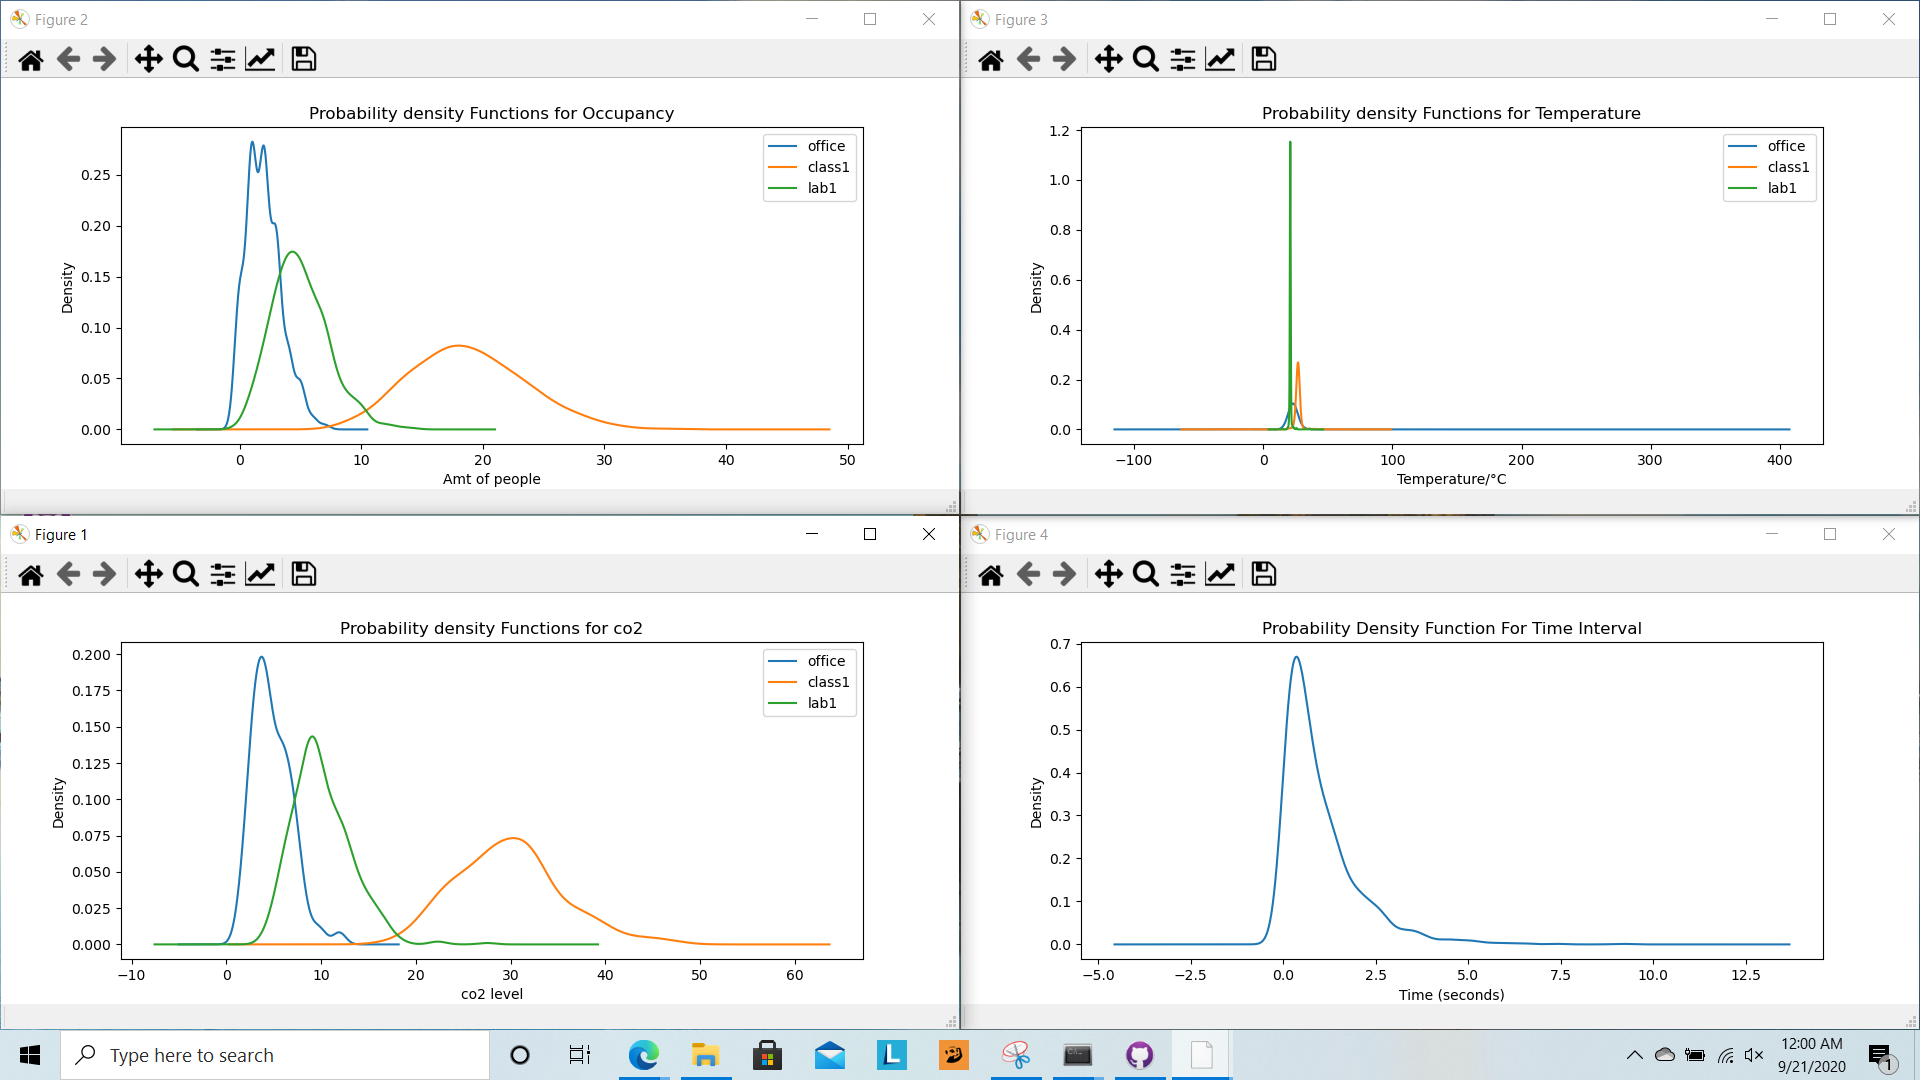 Figure 2
Probability density Functions for Occupancy
office
class1
lab1
0.25
0.20
0.15
0.10
0.05
0.00
Density
0 10 20 30 40 50
Amt of people
Figure 3
Probability density Functions for Temperature
office
class1
lab1
1.2
1.0
0.8
0.6
0.4
0.2
0.0
Density
−100 0 100 200 300 400
Temperature/°C
Figure 1
Probability density Functions for co2
office
class1
lab1
0.200
0.175
0.150
0.125
0.100
0.075
0.050
0.025
0.000
Density
−10 0 10 20 30 40 50 60
co2 level
Figure 4
Probability Density Function For Time Interval
0.7
0.6
0.5
0.4
0.3
0.2
0.1
0.0
Density
−5.0 −2.5 0.0 2.5 5.0 7.5 10.0 12.5
Time (seconds)
Type here to search
L
12:00 AM
9/21/2020
1